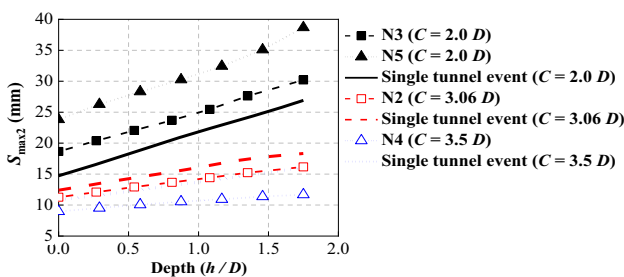 40
35
30
25
20
15
10
5
S_max2 (mm)
0.0 0.5 1.0 1.5 2.0
Depth (h / D)
N3 (C = 2.0 D)
N5 (C = 2.0 D)
Single tunnel event (C = 2.0 D)
N2 (C = 3.06 D)
Single tunnel event (C = 3.06 D)
N4 (C = 3.5 D)
Single tunnel event (C = 3.5 D)